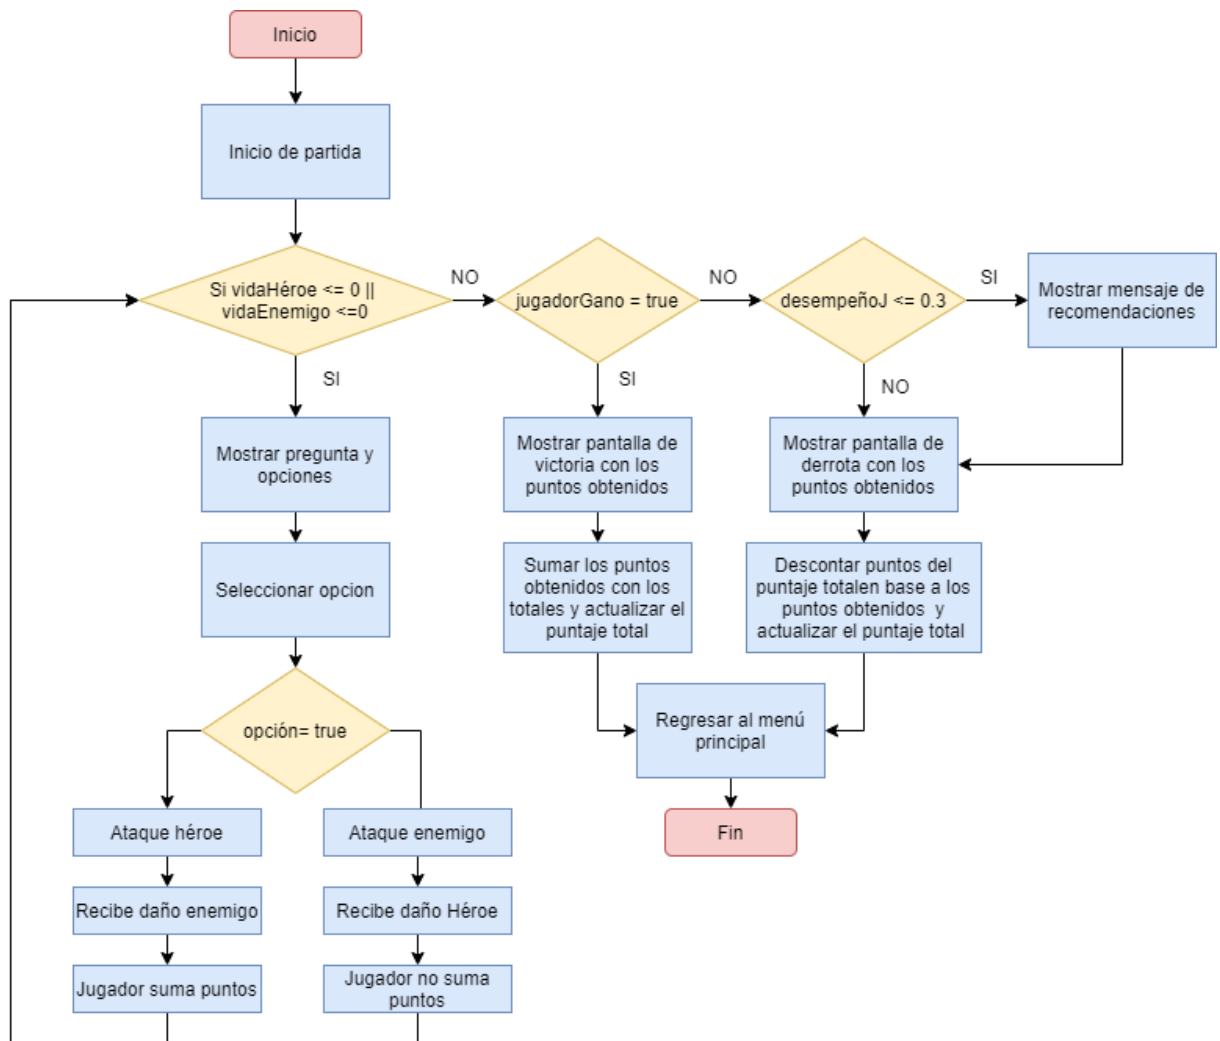 Inicio
Inicio de partida
Si vidaHéroe <= 0 ||
vidaEnemigo <=0
NO
jugadorGano = true
NO
desempeñoJ <= 0.3
SI
Mostrar mensaje de
recomendaciones
SI
SI
NO
Mostrar pregunta y
opciones
Mostrar pantalla de
victoria con los
puntos obtenidos
Mostrar pantalla de
derrota con los
puntos obtenidos
Seleccionar opcion
Sumar los puntos
obtenidos con los
totales y actualizar el
puntaje total
Descontar puntos del
puntaje totalen base a los
puntos obtenidos y
actualizar el puntaje total
opción= true
Regresar al menú
principal
Ataque héroe
Ataque enemigo
Fin
Recibe daño enemigo
Recibe daño Héroe
Jugador suma puntos
Jugador no suma
puntos